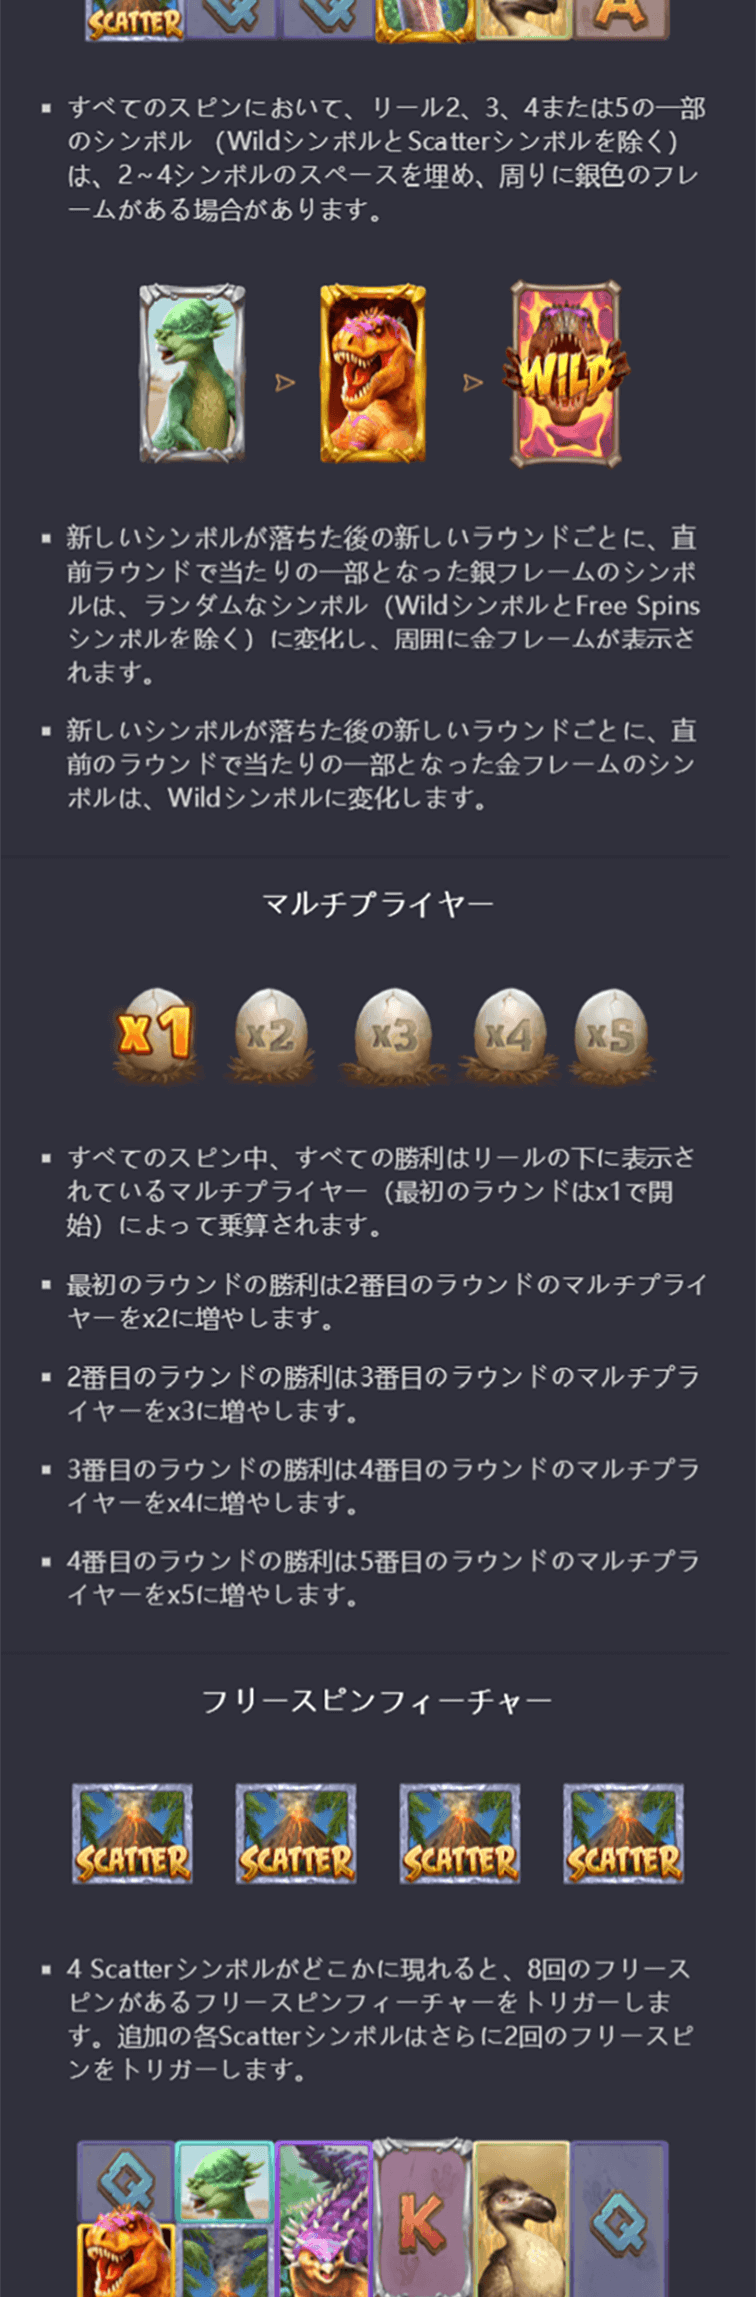 SCATTER Q Q A
▪ すべてのスピンにおいて、リール2、3、4または5の一部
のシンボル （WildシンボルとScatterシンボルを除く）
は、2~4シンボルのスペースを埋め、周りに銀色のフレ
ームがある場合があります。
WILD
▪ 新しいシンボルが落ちた後の新しいラウンドごとに、直
前ラウンドで当たりの一部となった銀フレームのシンボ
ルは、ランダムなシンボル（WildシンボルとFree Spins
シンボルを除く）に変化し、周囲に金フレームが表示さ
れます。
▪ 新しいシンボルが落ちた後の新しいラウンドごとに、直
前のラウンドで当たりの一部となった金フレームのシン
ボルは、Wildシンボルに変化します。
マルチプライヤー
x1 x2 x3 x4 x5
▪ すべてのスピン中、すべての勝利はリールの下に表示さ
れているマルチプライヤー（最初のラウンドはx1で開
始）によって乗算されます。
▪ 最初のラウンドの勝利は2番目のラウンドのマルチプライ
ヤーをx2に増やします。
▪ 2番目のラウンドの勝利は3番目のラウンドのマルチプラ
イヤーをx3に増やします。
▪ 3番目のラウンドの勝利は4番目のラウンドのマルチプラ
イヤーをx4に増やします。
▪ 4番目のラウンドの勝利は5番目のラウンドのマルチプラ
イヤーをx5に増やします。
フリースピンフィーチャー
SCATTER SCATTER SCATTER SCATTER
▪ 4 Scatterシンボルがどこかに現れると、8回のフリース
ピンがあるフリースピンフィーチャーをトリガーしま
す。追加の各Scatterシンボルはさらに2回のフリースピ
ンをトリガーします。
Q K Q